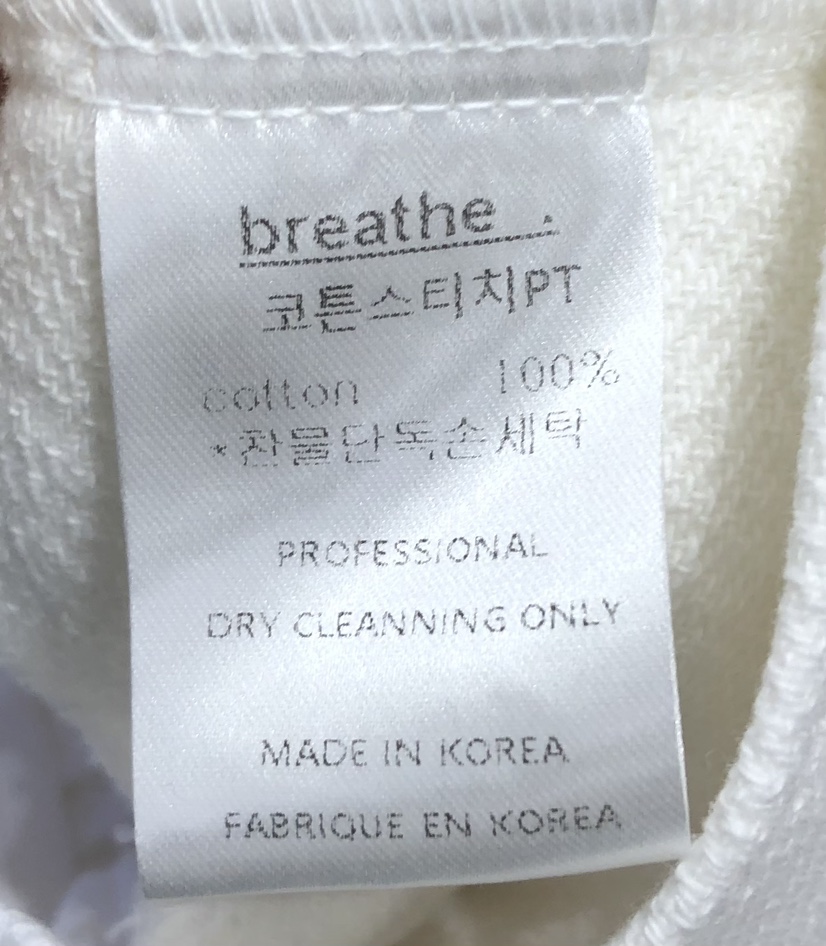 breathe .
코튼스티치PT
cotton 100%
*찬물단독손세탁
PROFESSIONAL
DRY CLEANNING ONLY
MADE IN KOREA
FABRIQUE EN KOREA